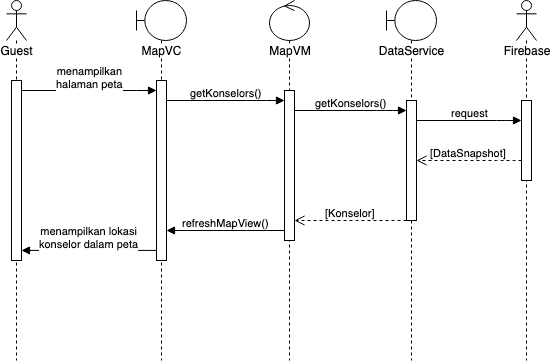 Guest
MapVC
MapVM
DataService
Firebase
menampilkan
halaman peta
getKonselors()
getKonselors()
request
[DataSnapshot]
[Konselor]
refreshMapView()
menampilkan lokasi
konselor dalam peta